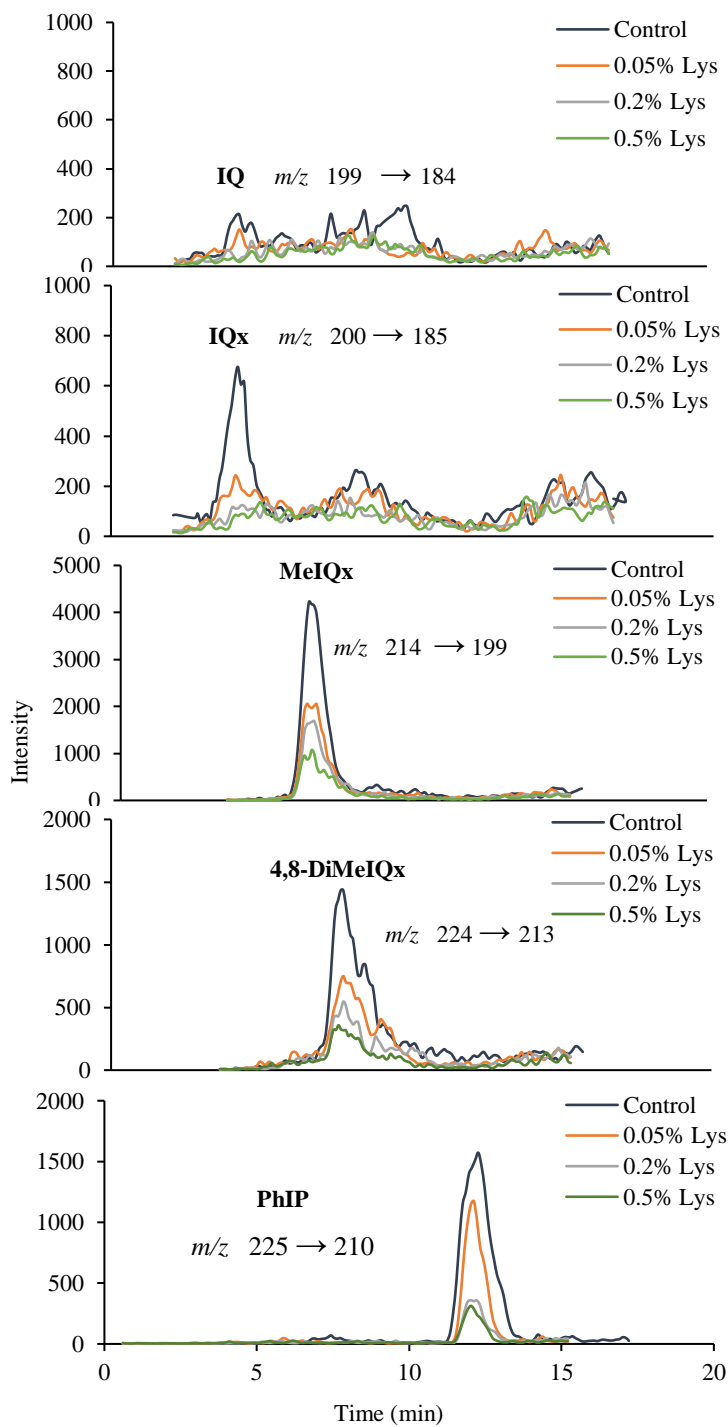 1000
800
600
400
200
0
Control
0.05% Lys
0.2% Lys
0.5% Lys
IQ m/z 199 → 184
1000
800
600
400
200
0
Control
0.05% Lys
0.2% Lys
0.5% Lys
IQx m/z 200 → 185
5000
4000
3000
2000
1000
0
MeIQx
Control
0.05% Lys
0.2% Lys
0.5% Lys
m/z 214 → 199
Intensity
2000
1500
1000
500
0
Control
0.05% Lys
0.2% Lys
0.5% Lys
4,8-DiMeIQx
m/z 224 → 213
2000
1500
1000
500
0
Control
0.05% Lys
0.2% Lys
0.5% Lys
PhIP
m/z 225 → 210
0 5 10 15 20
Time (min)